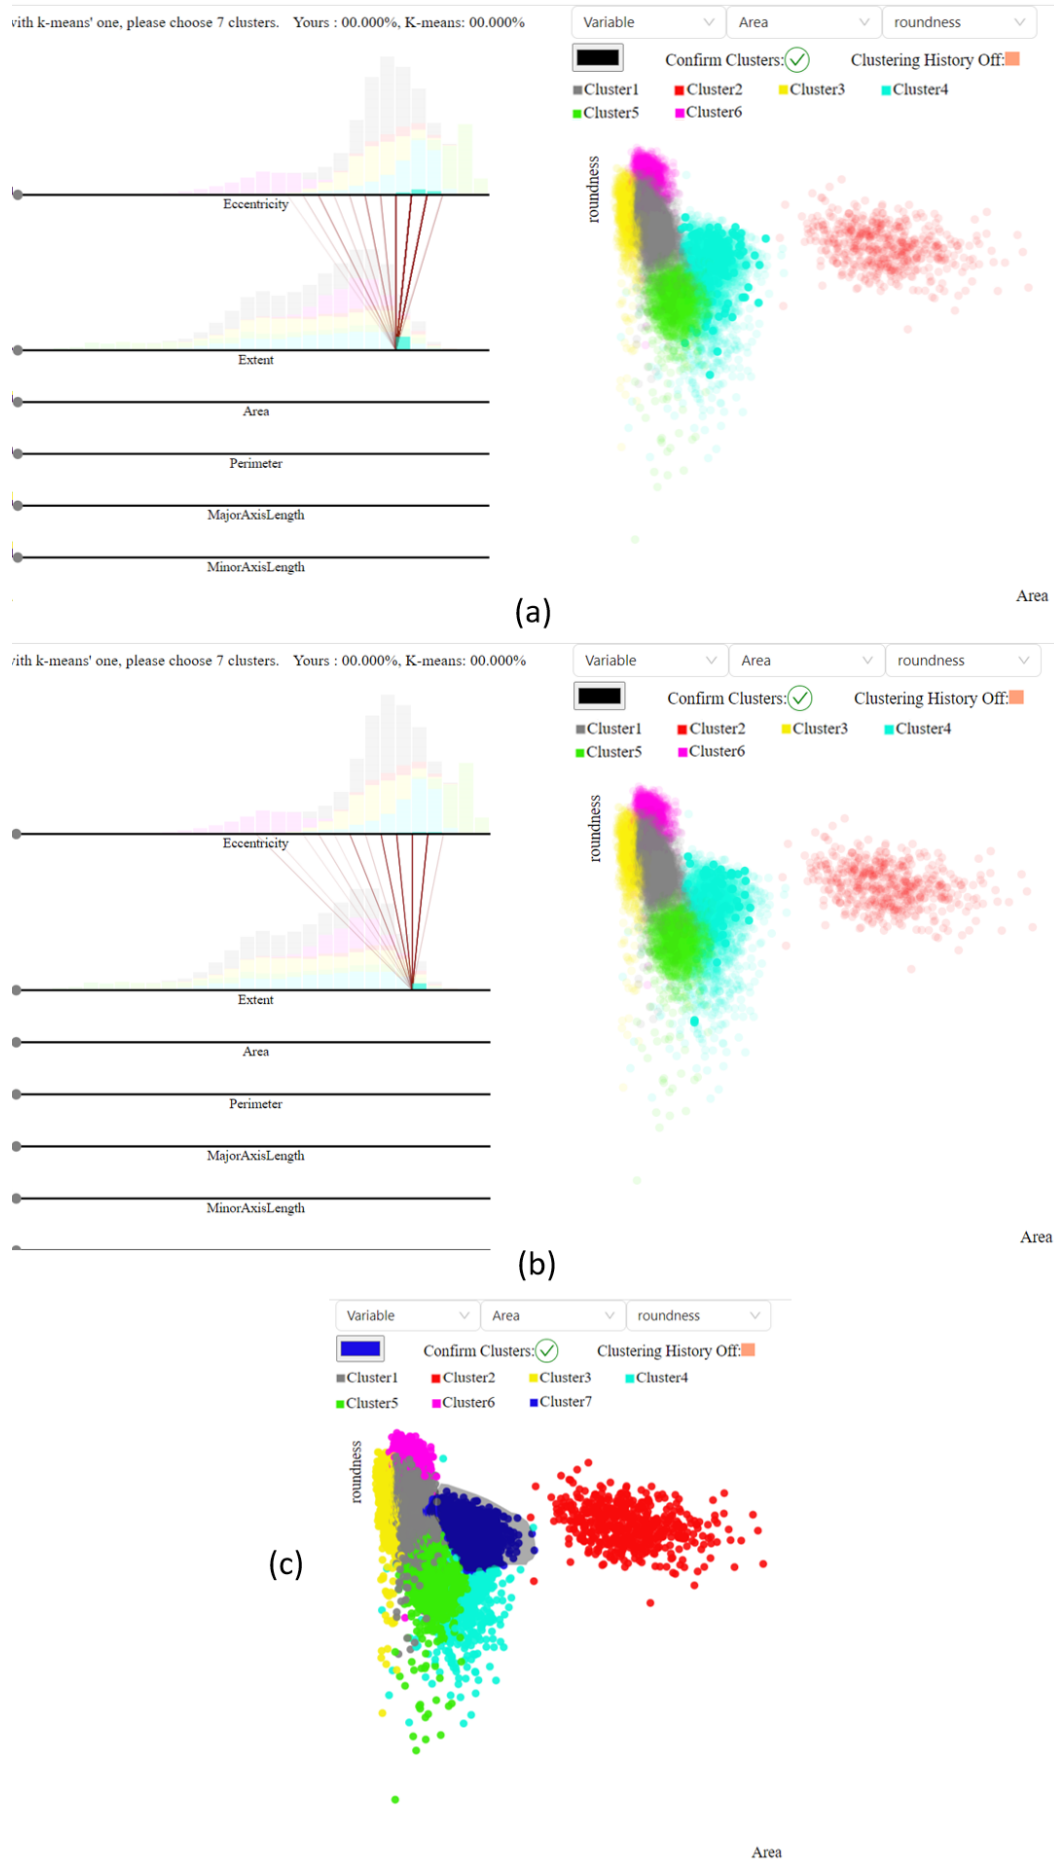 with k-means' one, please choose 7 clusters. Yours : 00.000%, K-means: 00.000%
Variable Area roundness
Confirm Clusters: Clustering History Off:
Cluster1 Cluster2 Cluster3 Cluster4
Cluster5 Cluster6
roundness
Eccentricity
Extent
Area
Perimeter
MajorAxisLength
MinorAxisLength
Area
(a)
with k-means' one, please choose 7 clusters. Yours : 00.000%, K-means: 00.000%
Variable Area roundness
Confirm Clusters: Clustering History Off:
Cluster1 Cluster2 Cluster3 Cluster4
Cluster5 Cluster6
roundness
Eccentricity
Extent
Area
Perimeter
MajorAxisLength
MinorAxisLength
Area
(b)
Variable Area roundness
Confirm Clusters: Clustering History Off:
Cluster1 Cluster2 Cluster3 Cluster4
Cluster5 Cluster6 Cluster7
roundness
(c)
Area